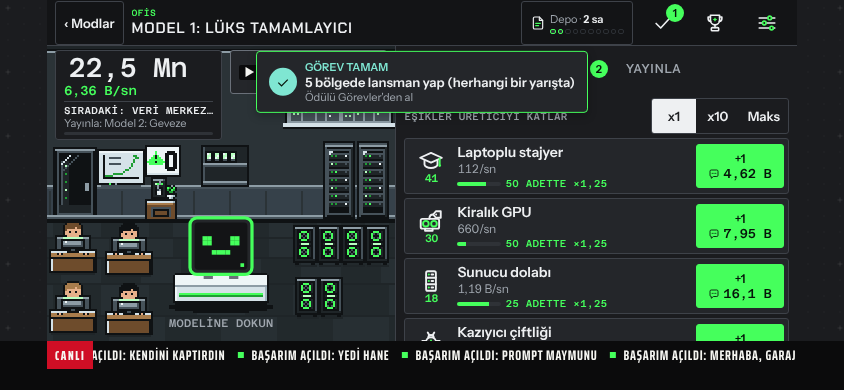 ‹ Modlar
OFİS
MODEL 1: LÜKS TAMAMLAYICI
Depo · 2 sa
1
22,5 Mn
6,36 B/sn
ŞIRADAKİ: VERİ MERKEZ…
Yayınla: Model 2: Geveze
GÖREV TAMAM
5 bölgede lansman yap (herhangi bir yarışta)
Ödülü Görevler'den al
2
YAYINLA
EŞİKLER ÜRETİCİYİ KATLAR
x1
x10
Maks
41
Laptoplu stajyer
112/sn
50 ADETTE ×1,25
+1
4,62 B
30
Kiralık GPU
660/sn
50 ADETTE ×1,25
+1
7,95 B
18
Sunucu dolabı
1,19 B/sn
25 ADETTE ×1,25
+1
16,1 B
Kazıyıcı çiftliği
+1
MODELİNE DOKUN
CANLI
AÇILDI: KENDİNİ KAPTIRDIN ■ BAŞARIM AÇILDI: YEDİ HANE ■ BAŞARIM AÇILDI: PROMPT MAYMUNU ■ BAŞARIM AÇILDI: MERHABA, GARAJ